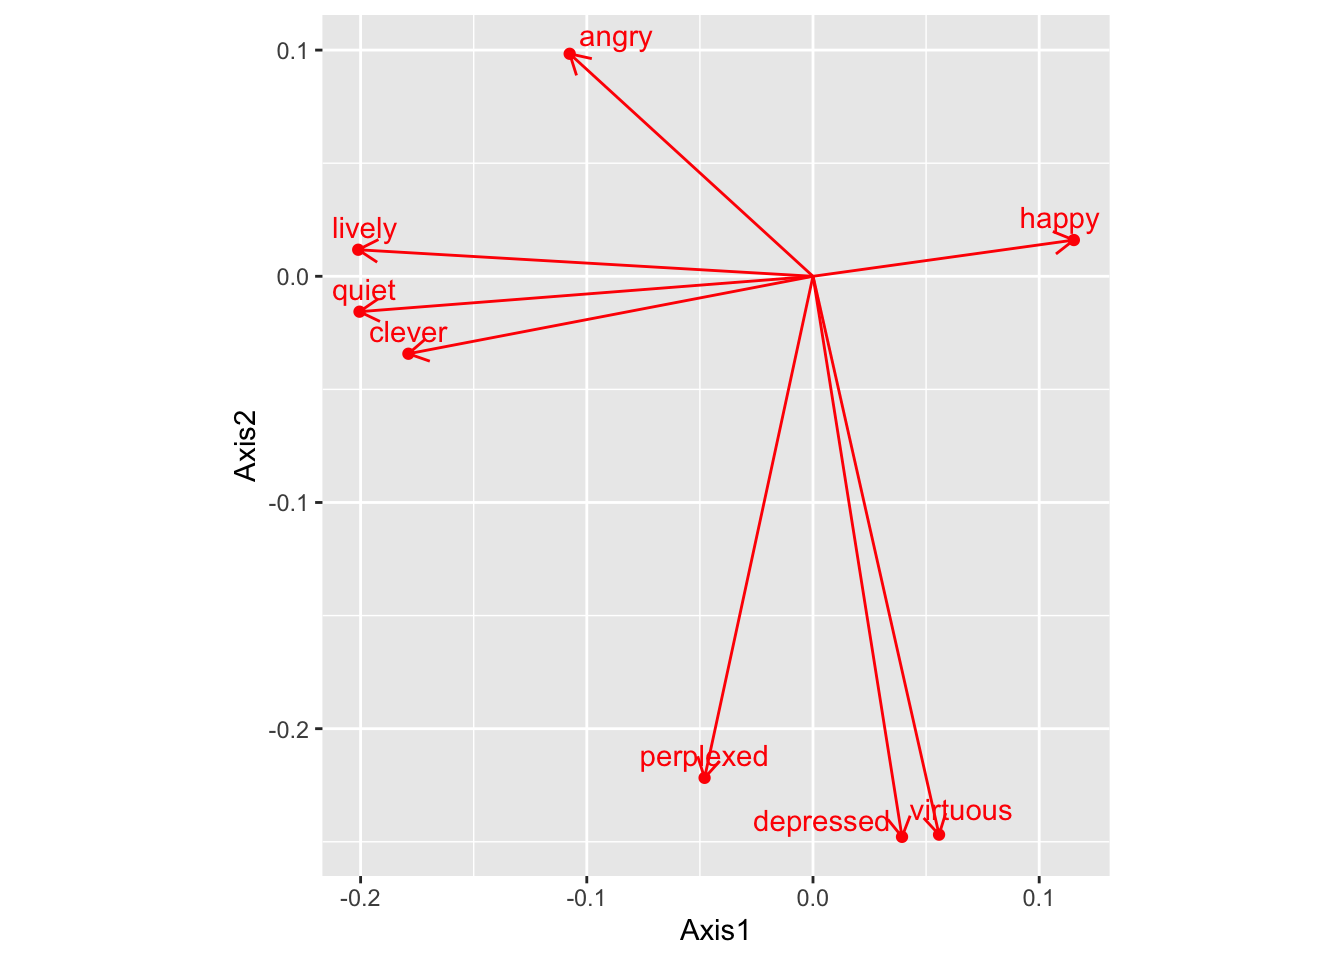 angry
0.1
lively
happy
0.0
quiet
clever
Axis2
-0.1
-0.2
perplexed
virtuous
depressed
-0.2
-0.1
0.0
0.1
Axis1